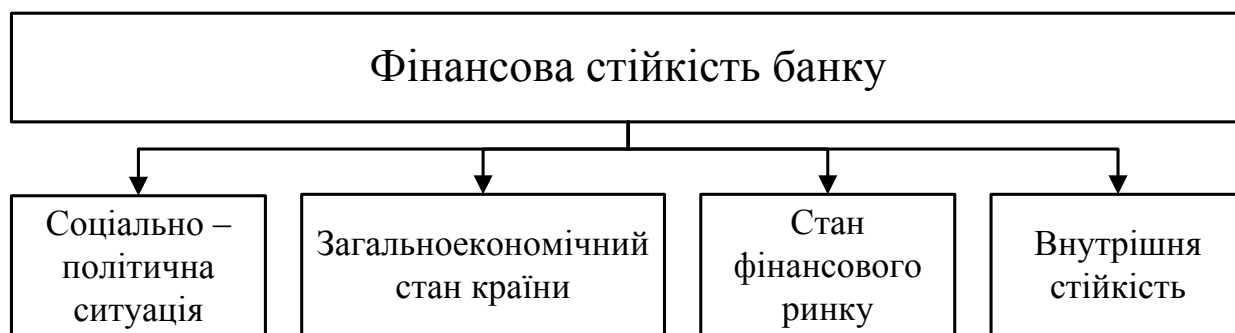 Фінансова стійкість банку
Соціально –
політична
ситуація
Загальноекономічний
стан країни
Стан
фінансового
ринку
Внутрішня
стійкість